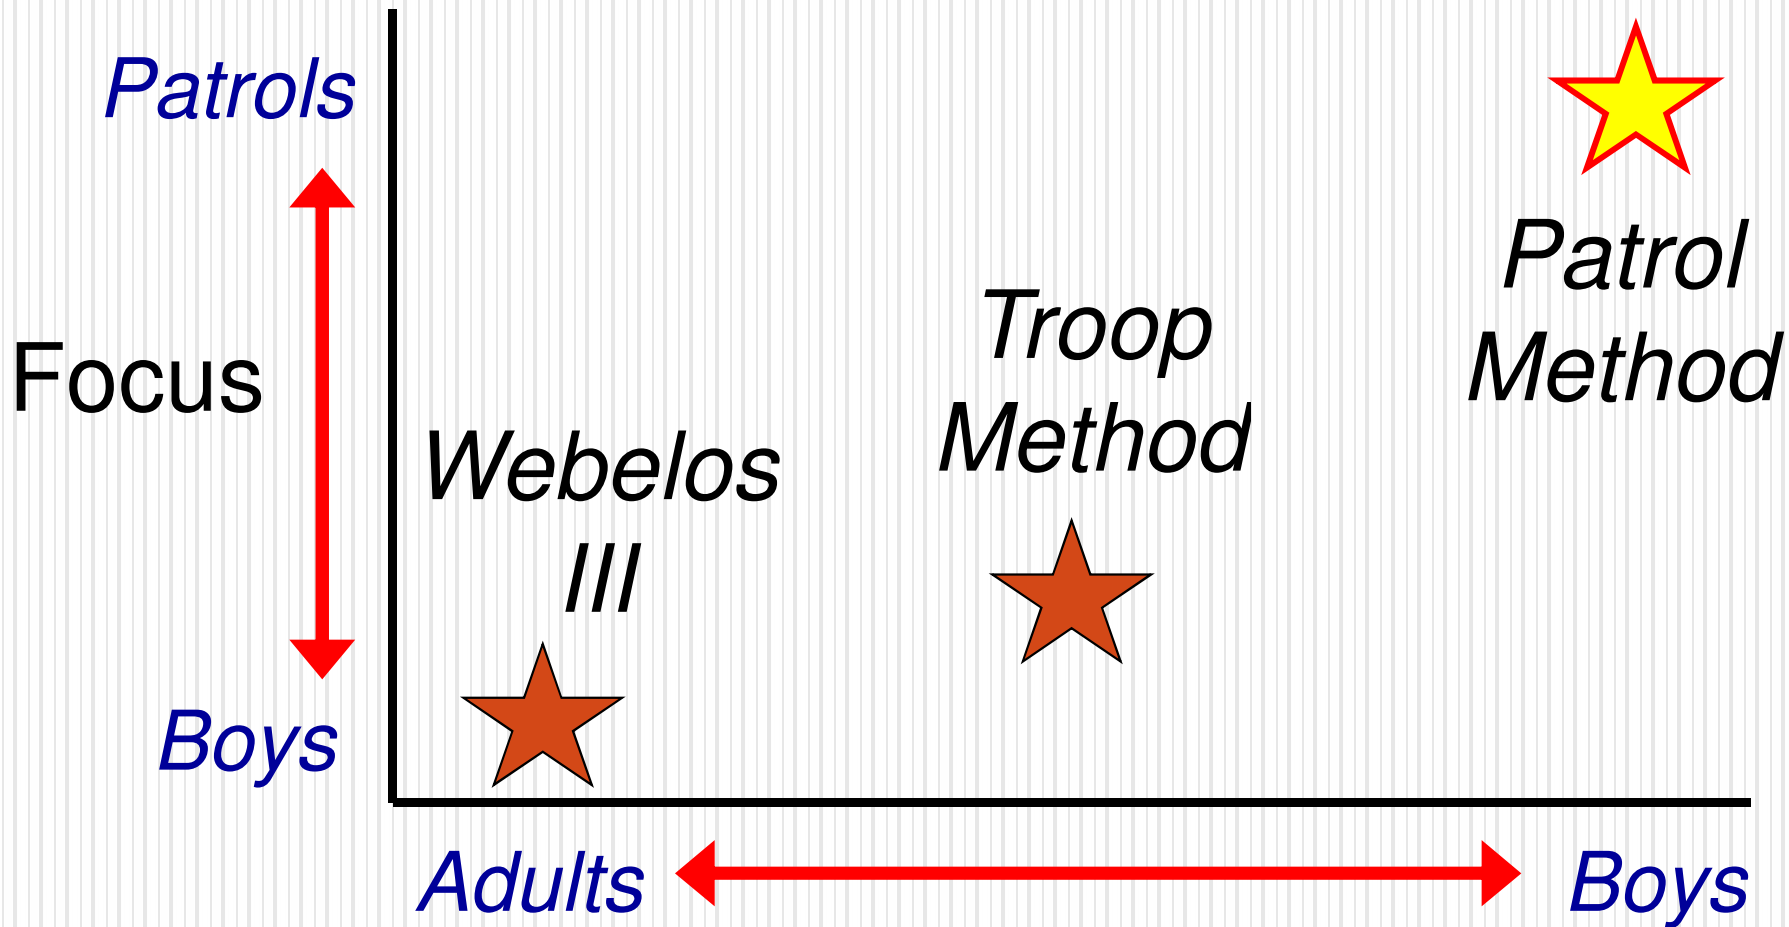 Patrols
Patrol
Method
Troop
Method
Focus
Webelos
III
Boys
Adults
Boys